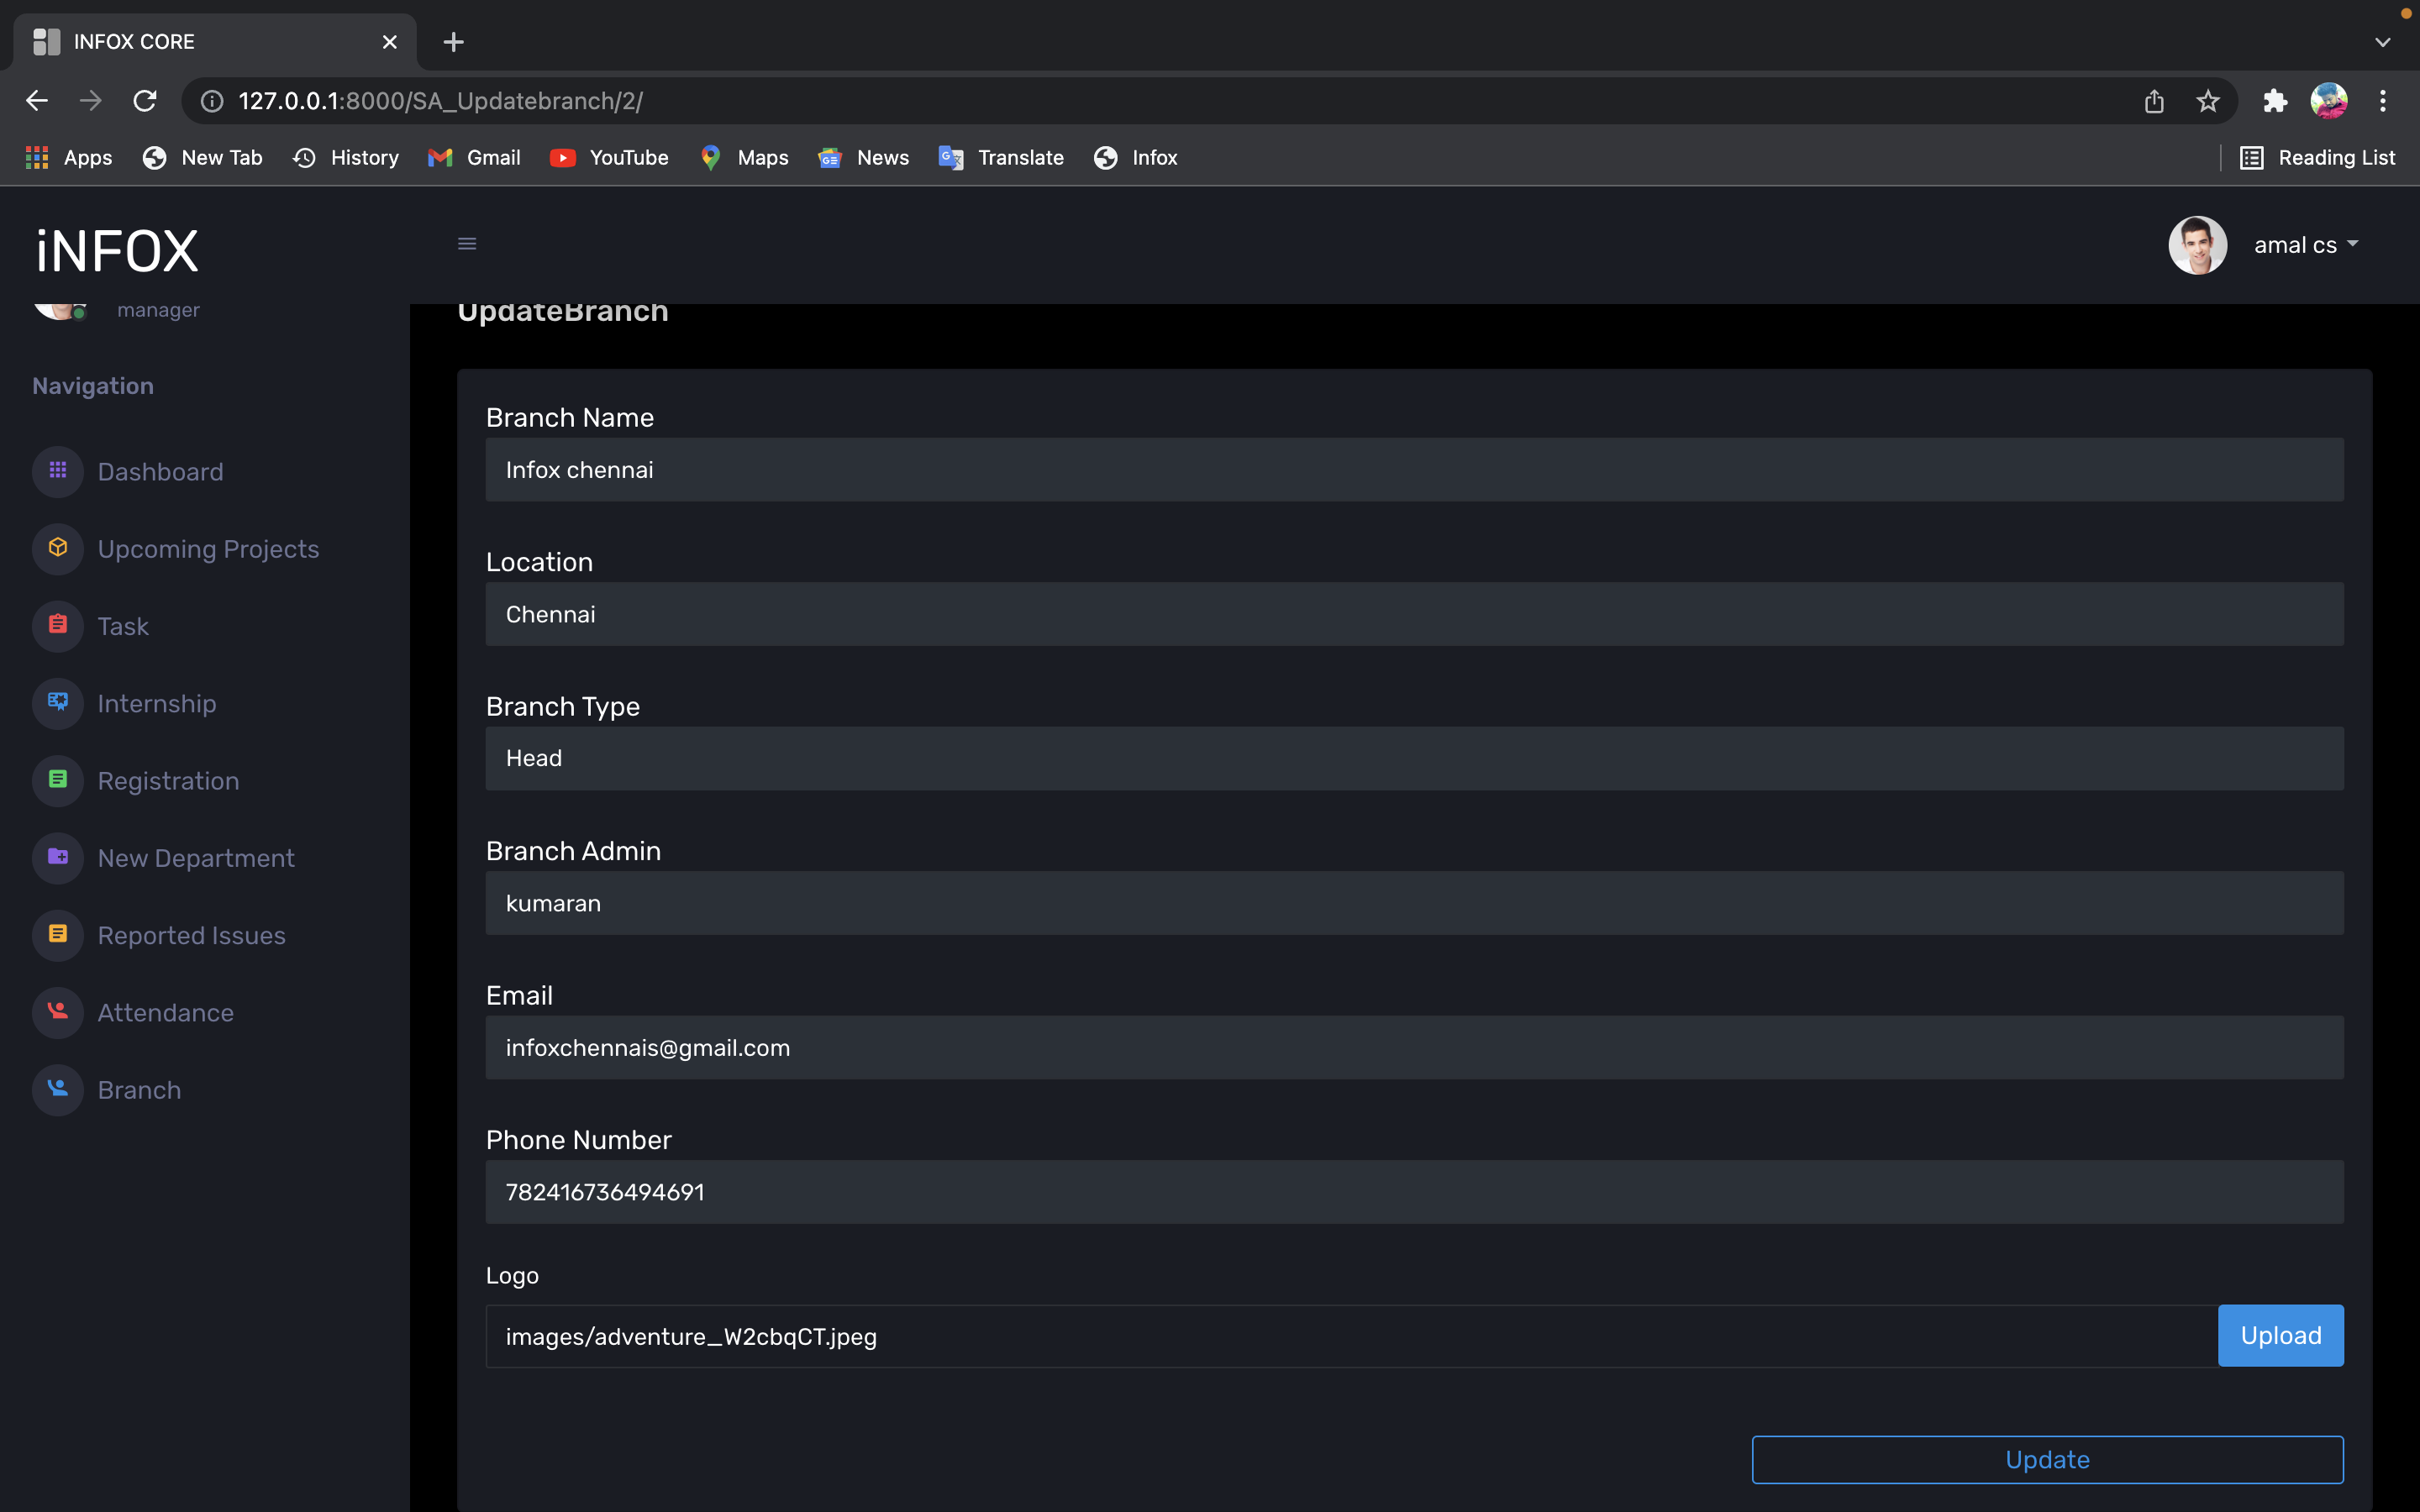 INFOX CORE
127.0.0.1:8000/SA_Updatebranch/2/
Apps
New Tab
History
Gmail
YouTube
Maps
News
Translate
Infox
Reading List
iNFOX
amal cs
manager
Navigation
Dashboard
Upcoming Projects
Task
Internship
Registration
New Department
Reported Issues
Attendance
Branch
UpdateBranch
Branch Name
Infox chennai
Location
Chennai
Branch Type
Head
Branch Admin
kumaran
Email
infoxchennais@gmail.com
Phone Number
782416736494691
Logo
images/adventure_W2cbqCT.jpeg
Upload
Update